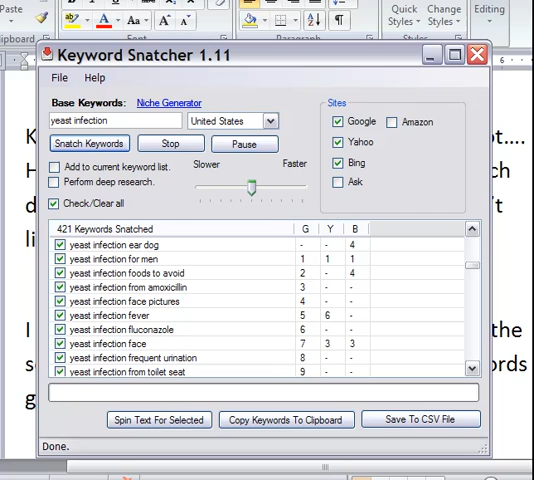 Paste
Aa
A
A
Quick Styles
Change Styles
Editing
Clipboard
Font
Paragraph
Styles
Keyword Snatcher 1.11
File Help
Base Keywords: Niche Generator
yeast infection United States
Snatch Keywords Stop Pause
Add to current keyword list.
Perform deep research.
Check/Clear all
Slower Faster
Sites
Google Amazon
Yahoo
Bing
Ask
421 Keywords Snatched G Y B
yeast infection ear dog - - 4
yeast infection for men 1 1 1
yeast infection foods to avoid 2 - 4
yeast infection from amoxicillin 3 - -
yeast infection face pictures 4 - -
yeast infection fever 5 6 -
yeast infection fluconazole 6 - -
yeast infection face 7 3 3
yeast infection frequent urination 8 - -
yeast infection from toilet seat 9 - -
Spin Text For Selected Copy Keywords To Clipboard Save To CSV File
Done.
the